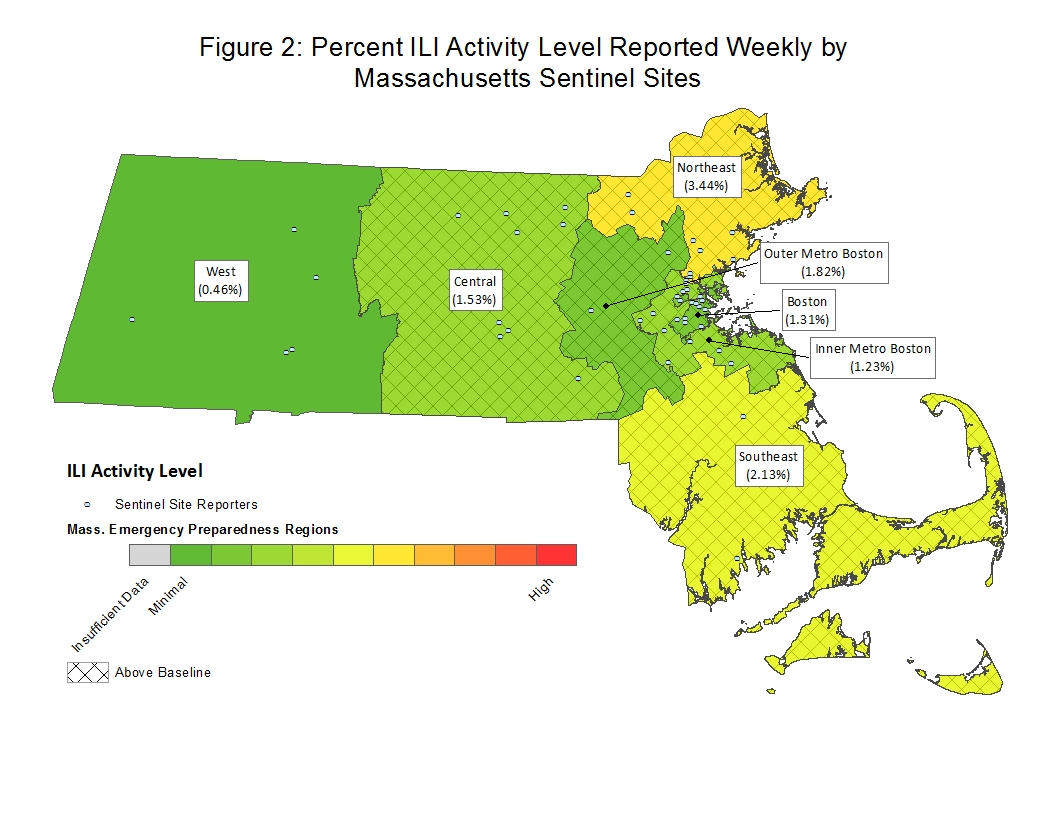 Figure 2: Percent ILI Activity Level Reported Weekly by
Massachusetts Sentinel Sites
Northeast
(3.44%)
Outer Metro Boston
(1.82%)
West
(0.46%)
Central
(1.53%)
Boston
(1.31%)
Inner Metro Boston
(1.23%)
Southeast
(2.13%)
ILI Activity Level
Sentinel Site Reporters
Mass. Emergency Preparedness Regions
Insufficient Data
Minimal
High
Above Baseline